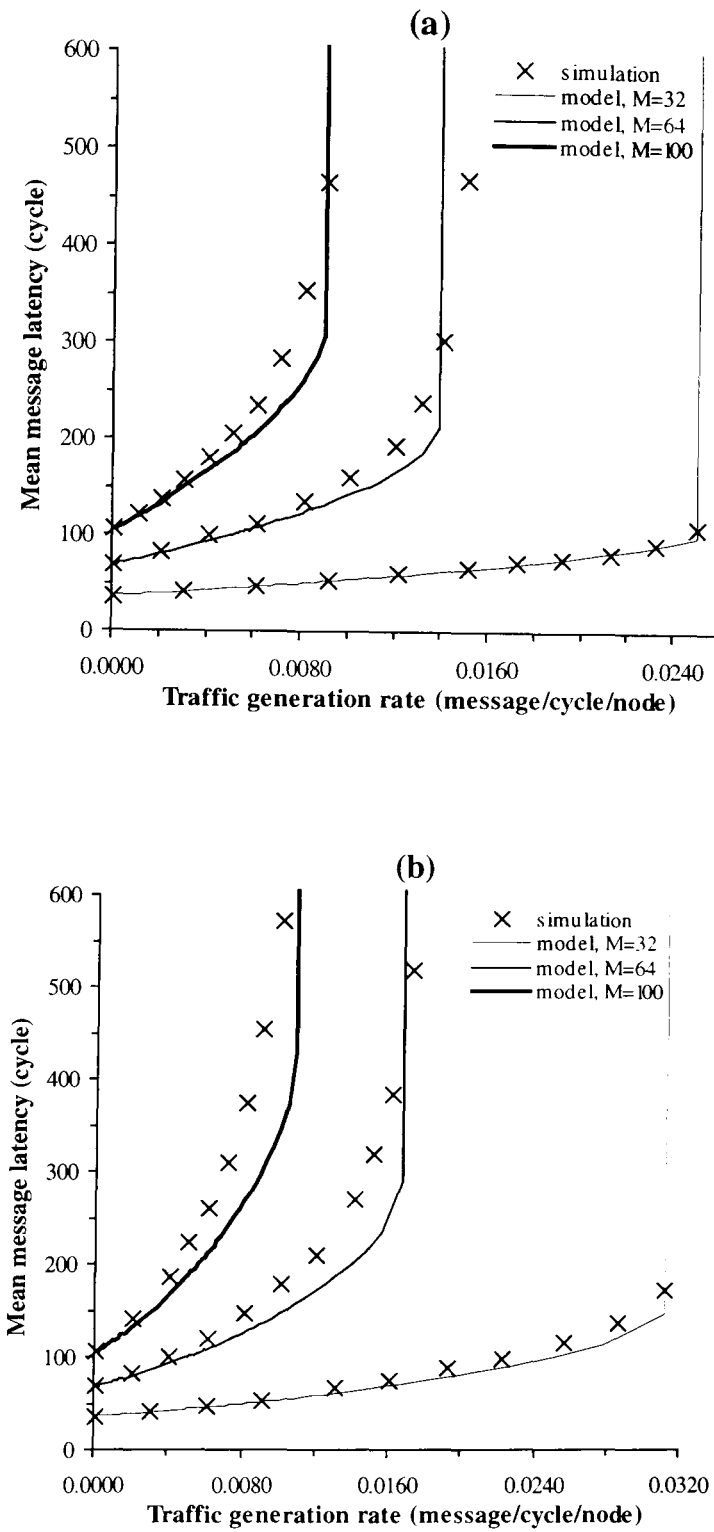 (a)
600
500
400
300
200
100
0
Mean message latency (cycle)
simulation
model, M=32
model, M=64
model, M=100
0.0000 0.0080 0.0160 0.0240
Traffic generation rate (message/cycle/node)
(b)
600
500
400
300
200
100
0
Mean message latency (cycle)
simulation
model, M=32
model, M=64
model, M=100
0.0000 0.0080 0.0160 0.0240 0.0320
Traffic generation rate (message/cycle/node)